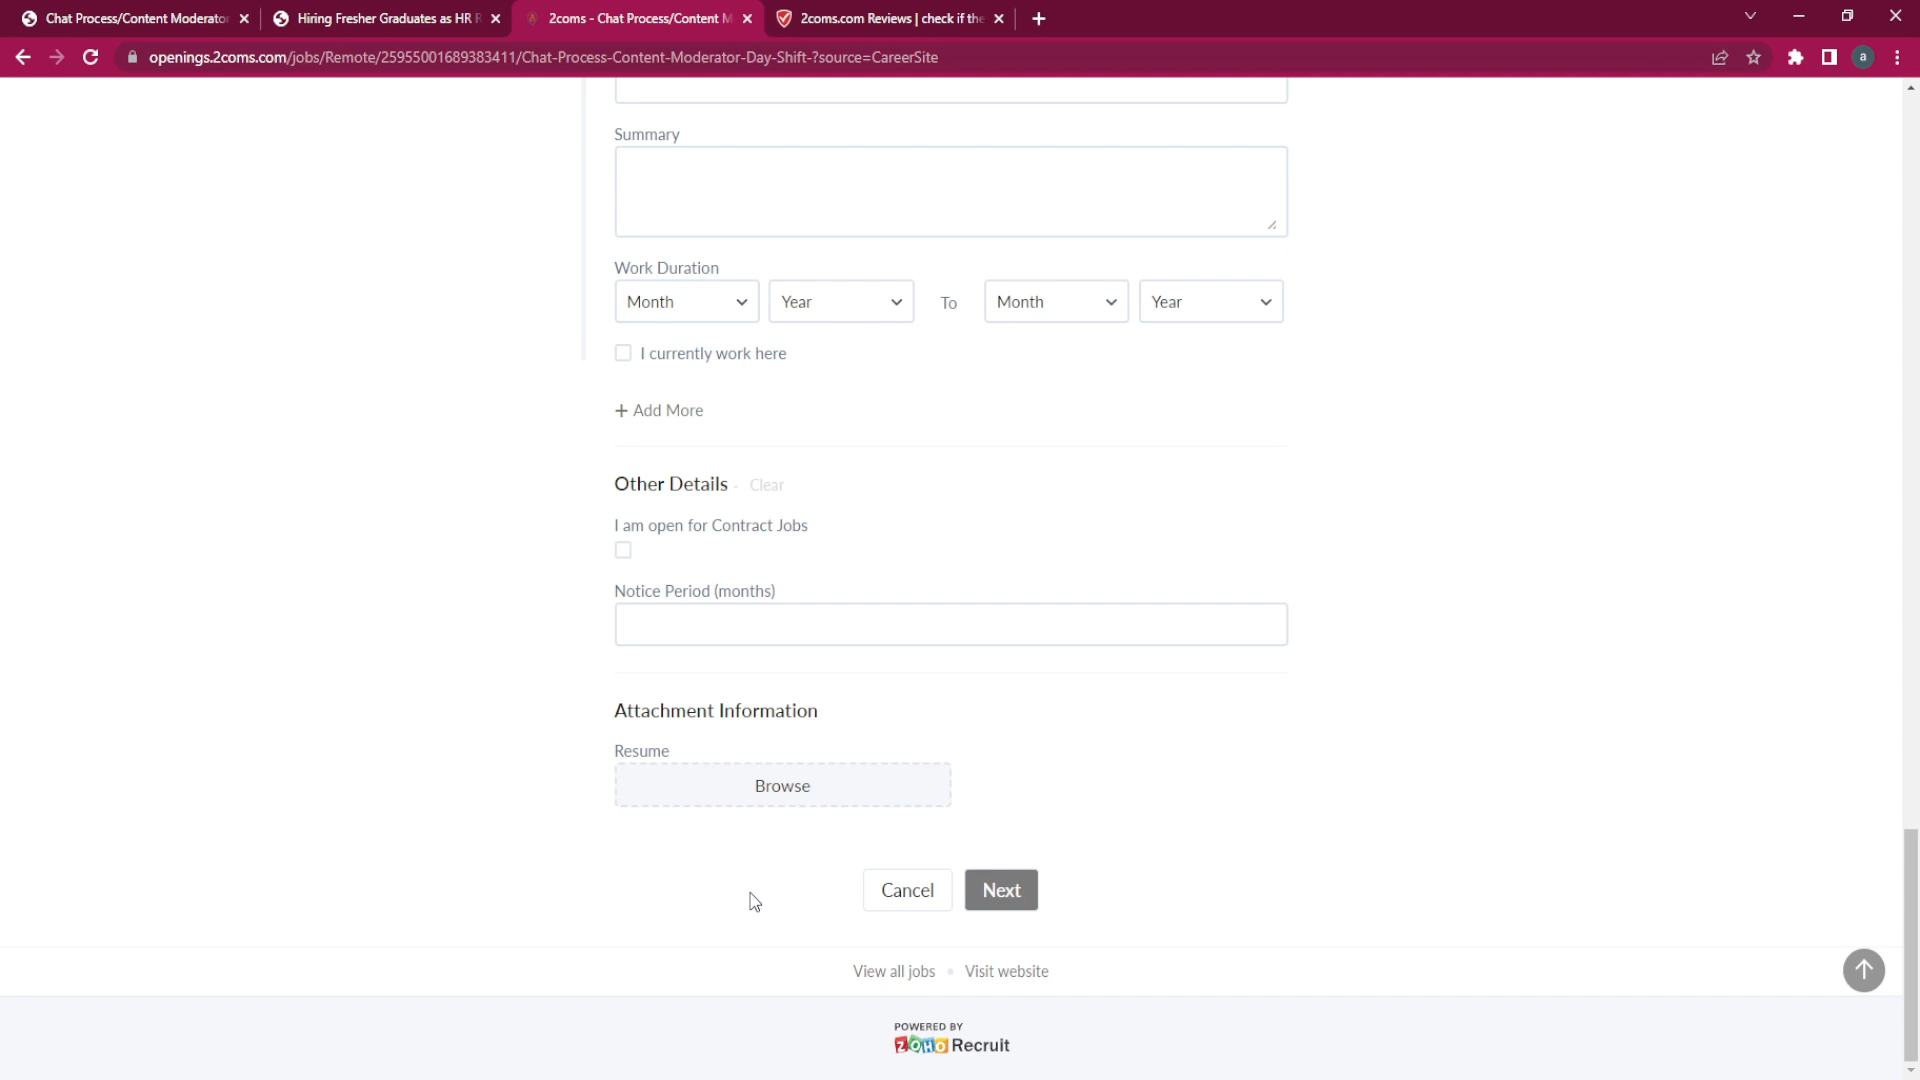 Chat Process/Content Moderator
Hiring Fresher Graduates as HR R
2coms - Chat Process/Content M
2coms.com Reviews | check if the
openings.2coms.com/jobs/Remote/25955001689383411/Chat-Process-Content-Moderator-Day-Shift-?source=CareerSite
a
Summary
Work Duration
Month Year To Month Year
I currently work here
+ Add More
Other Details - Clear
I am open for Contract Jobs
Notice Period (months)
Attachment Information
Resume
Browse
Cancel Next
View all jobs • Visit website
POWERED BY
ZOHO Recruit